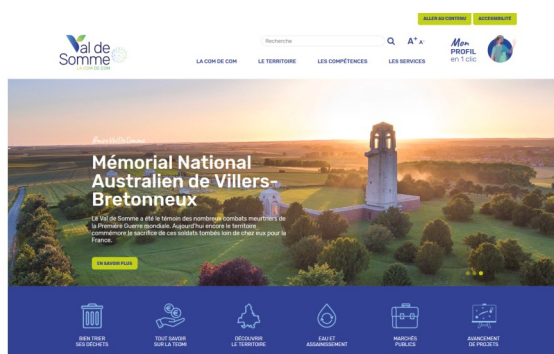 ALLER AU CONTENU
ACCESSIBILITÉ
Val de
Somme
LA COM DE COM
Recherche
A+ A-
Mon
PROFIL
en 1 clic
LA COM DE COM
LE TERRITOIRE
LES COMPÉTENCES
LES SERVICES
#monValDeSomme
Mémorial National
Australien de Villers-
Bretonneux
Le Val de Somme a été le témoin des nombreux combats meurtriers de
la Première Guerre mondiale. Aujourd'hui encore le territoire
commémore le sacrifice de ces soldats tombés loin de chez eux pour la
France.
EN SAVOIR PLUS
BIEN TRIER
SES DÉCHETS
TOUT SAVOIR
SUR LA TEOMI
DÉCOUVRIR
LE TERRITOIRE
EAU ET
ASSAINISSEMENT
MARCHÉS
PUBLICS
AVANCEMENT
DE PROJETS